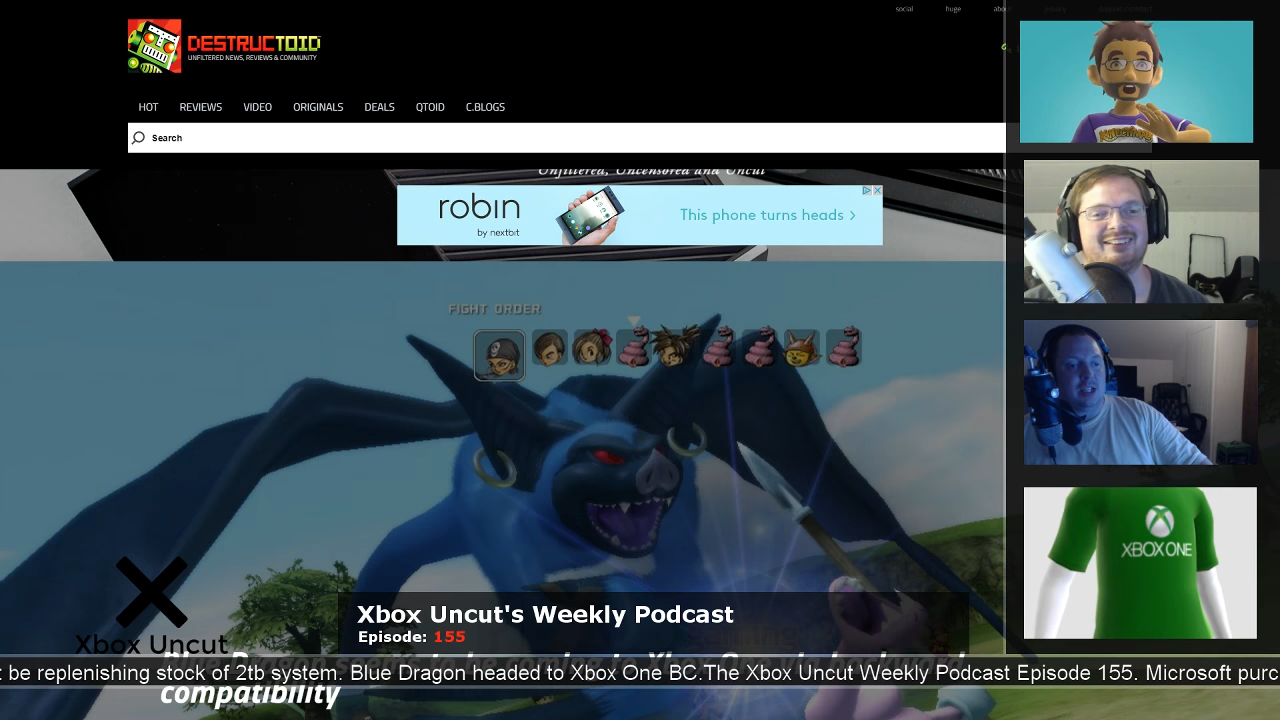 social huge about
DESTRUCTOID
UNFILTERED NEWS, REVIEWS & COMMUNITY
HOT REVIEWS VIDEO ORIGINALS DEALS QTOID C.BLOGS
Search
Unfiltered, Uncensored and Uncut
robin
by nextbit
This phone turns heads >
FIGHT ORDER
XBOX ONE
Xbox Uncut's Weekly Podcast
Episode: 155
Xbox Uncut
be replenishing stock of 2tb system. Blue Dragon headed to Xbox One BC.The Xbox Uncut Weekly Podcast Episode 155. Microsoft purc
compatibility